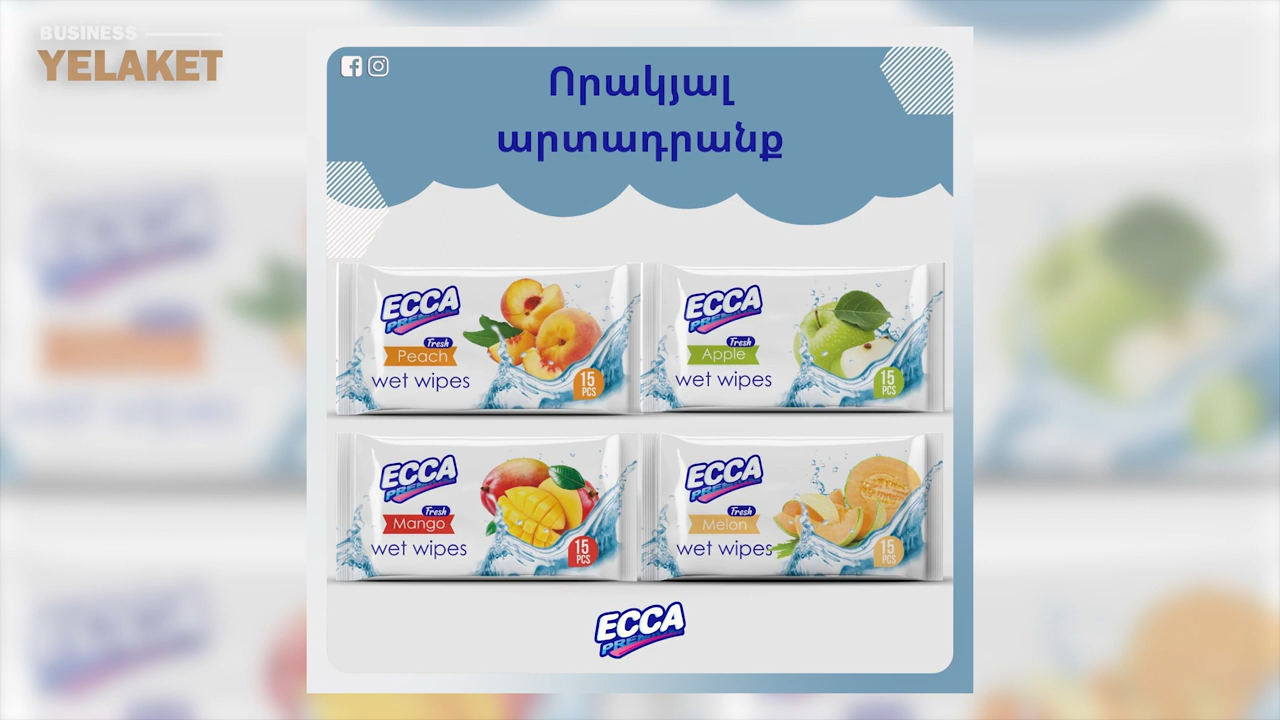 BUSINESS
YELAKET
Որակյալ
արտադրանք
ECCA
PREMIUM
Fresh
Peach
wet wipes
15
PCS
ECCA
PREMIUM
Fresh
Apple
wet wipes
15
PCS
ECCA
PREMIUM
Fresh
Mango
wet wipes
15
PCS
ECCA
PREMIUM
Fresh
Melon
wet wipes
15
PCS
ECCA
PREMIUM